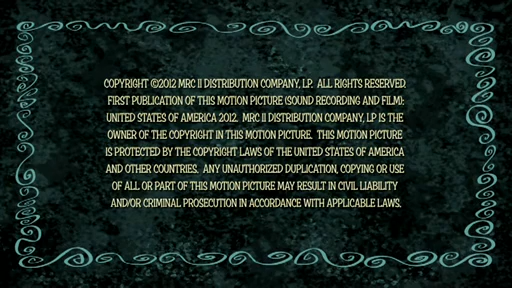 COPYRIGHT ©2012 MRC II DISTRIBUTION COMPANY, LP. ALL RIGHTS RESERVED.
FIRST PUBLICATION OF THIS MOTION PICTURE (SOUND RECORDING AND FILM):
UNITED STATES OF AMERICA 2012. MRC II DISTRIBUTION COMPANY, LP IS THE
OWNER OF THE COPYRIGHT IN THIS MOTION PICTURE. THIS MOTION PICTURE
IS PROTECTED BY THE COPYRIGHT LAWS OF THE UNITED STATES OF AMERICA
AND OTHER COUNTRIES. ANY UNAUTHORIZED DUPLICATION, COPYING OR USE
OF ALL OR PART OF THIS MOTION PICTURE MAY RESULT IN CIVIL LIABILITY
AND/OR CRIMINAL PROSECUTION IN ACCORDANCE WITH APPLICABLE LAWS.